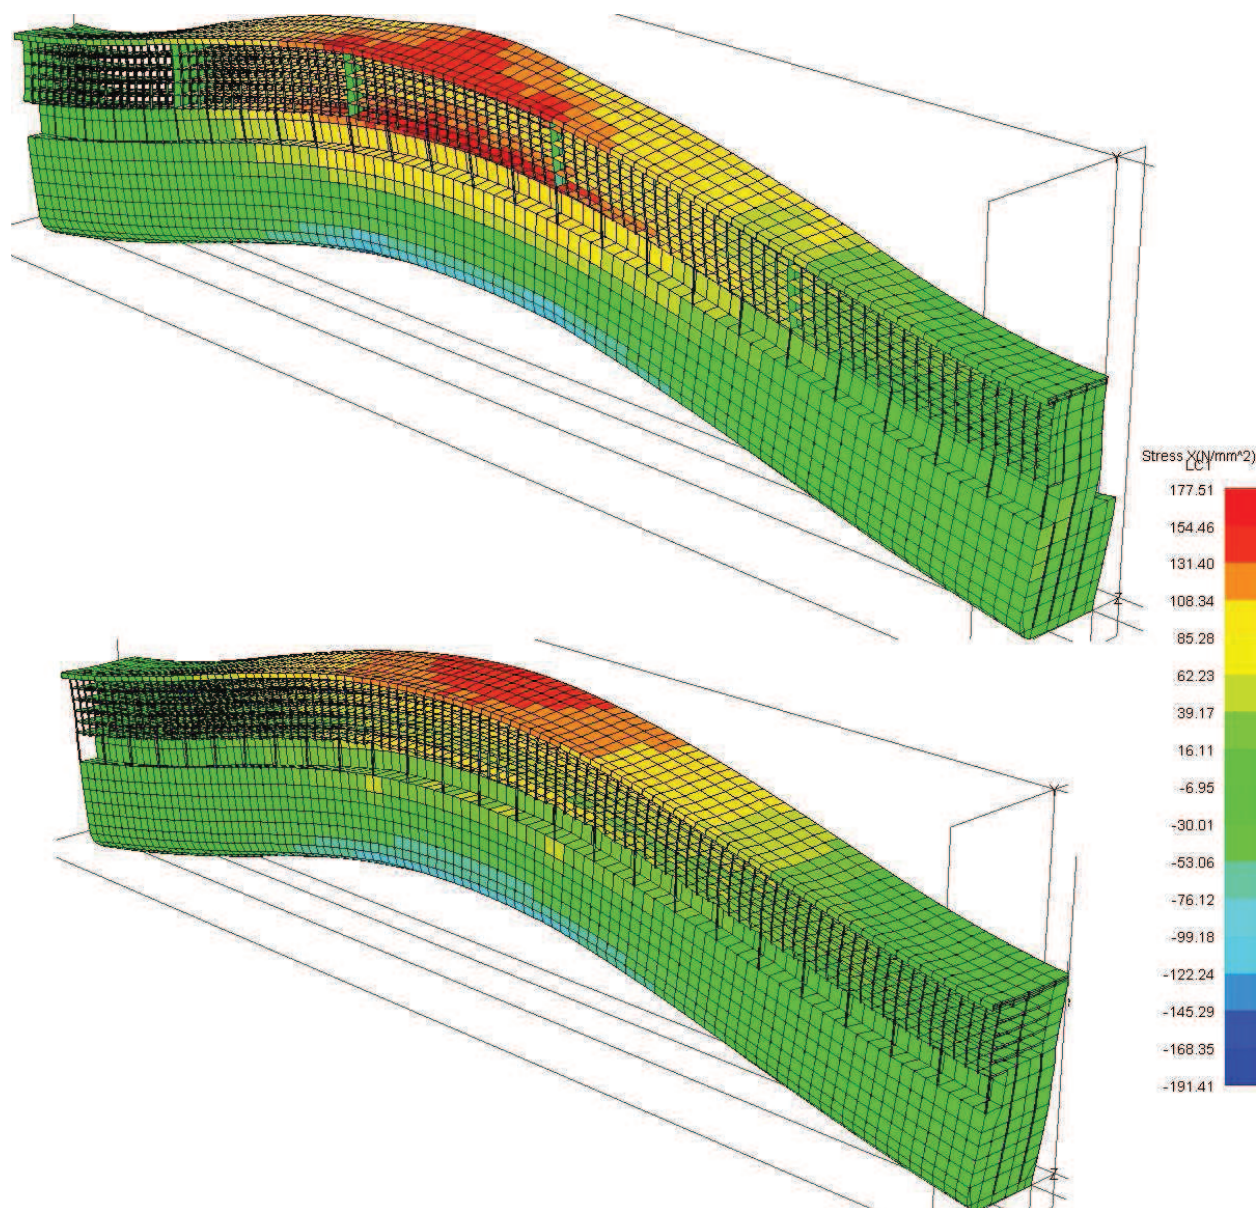 Y
Z
Stress X(N/mm^2)
LC1
177.51
154.46
131.40
108.34
85.28
62.23
39.17
16.11
-6.95
-30.01
-53.06
-76.12
-99.18
-122.24
-145.29
-168.35
-191.41
Y
Z